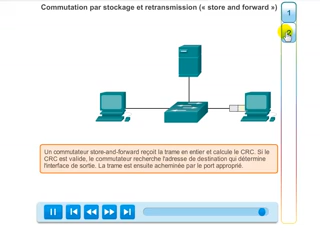 Commutation par stockage et retransmission (« store and forward »)
1
2
Un commutateur store-and-forward reçoit la trame en entier et calcule le CRC. Si le
CRC est valide, le commutateur recherche l'adresse de destination qui détermine
l'interface de sortie. La trame est ensuite acheminée par le port approprié.